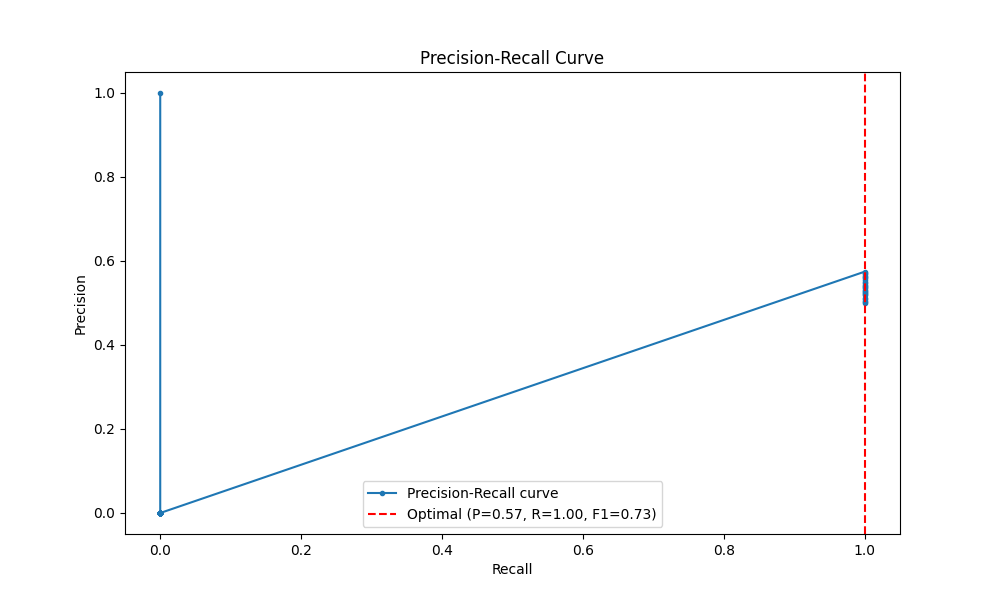 Precision-Recall Curve
1.0
0.8
0.6
0.4
0.2
0.0
Precision
Precision-Recall curve
Optimal (P=0.57, R=1.00, F1=0.73)
0.0 0.2 0.4 0.6 0.8 1.0
Recall